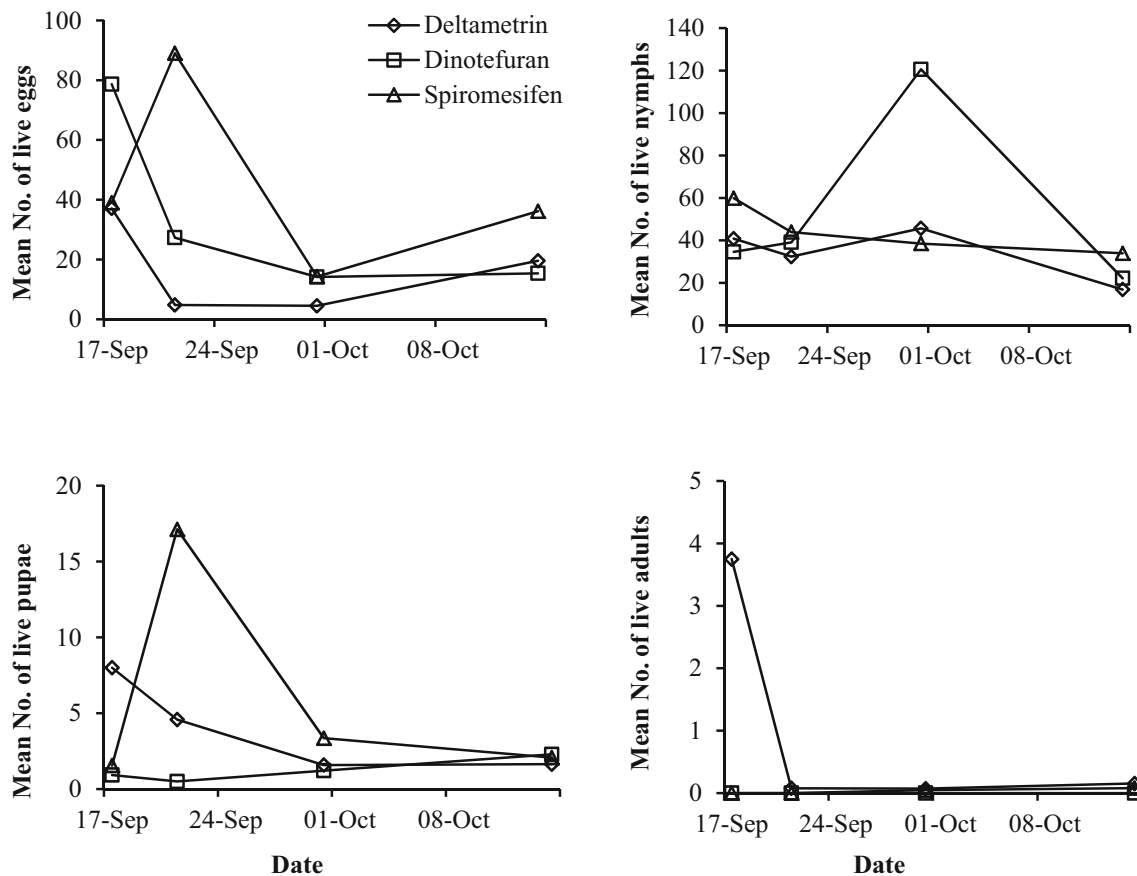 Mean No. of live eggs
100
80
60
40
20
0
17-Sep 24-Sep 01-Oct 08-Oct
Deltametrin
Dinotefuran
Spiromesifen
Mean No. of live nymphs
140
120
100
80
60
40
20
0
17-Sep 24-Sep 01-Oct 08-Oct
Mean No. of live pupae
20
15
10
5
0
17-Sep 24-Sep 01-Oct 08-Oct
Date
Mean No. of live adults
5
4
3
2
1
0
17-Sep 24-Sep 01-Oct 08-Oct
Date